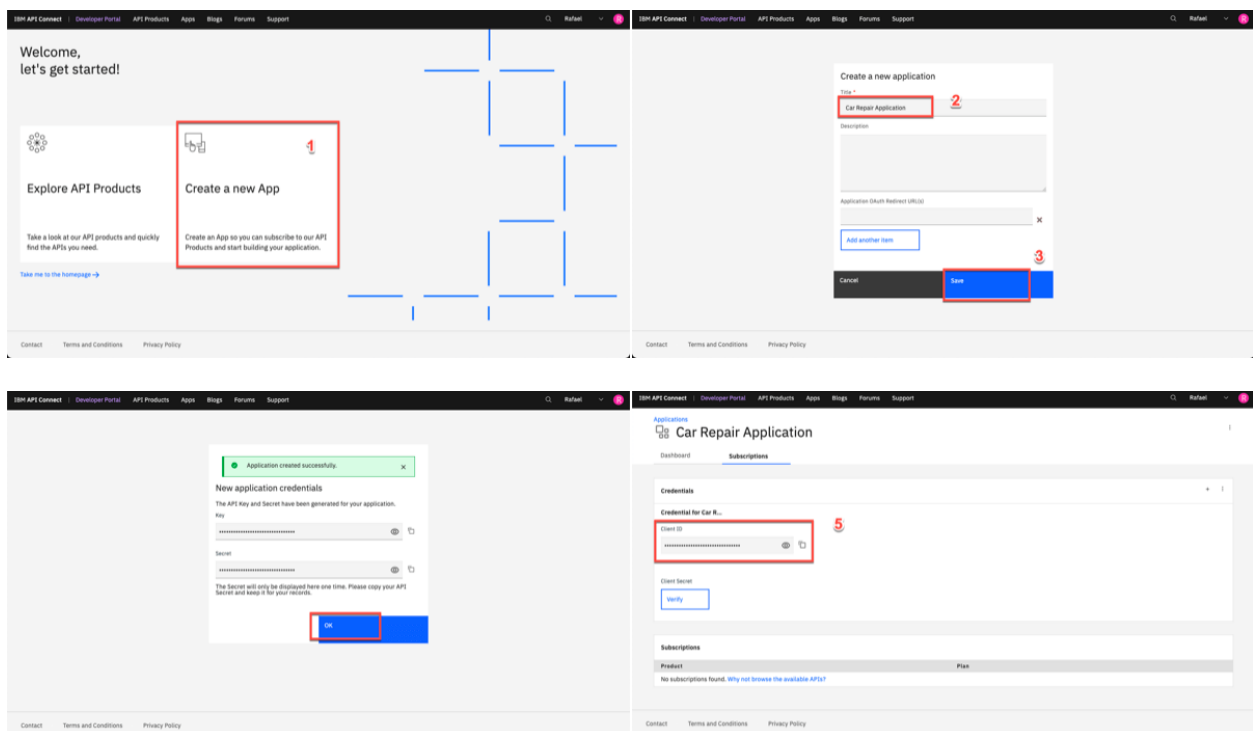 IBM API Connect | Developer Portal API Products Apps Blogs Forums Support Rafael R
Welcome,
let's get started!
1
Explore API Products
Take a look at our API products and quickly
find the APIs you need.
Create a new App
Create an App so you can subscribe to our API
Products and start building your application.
Take me to the homepage →
Contact Terms and Conditions Privacy Policy
IBM API Connect | Developer Portal API Products Apps Blogs Forums Support Rafael R
Create a new application
Title *
Car Repair Application
2
Description
Application OAuth Redirect URL(s)
Add another item
3
Cancel Save
Contact Terms and Conditions Privacy Policy
IBM API Connect | Developer Portal API Products Apps Blogs Forums Support Rafael R
Application created successfully.
New application credentials
The API Key and Secret have been generated for your application.
Key
Secret
The Secret will only be displayed here one time. Please copy your API
Secret and keep it for your records.
OK
Contact Terms and Conditions Privacy Policy
IBM API Connect | Developer Portal API Products Apps Blogs Forums Support Rafael R
Applications
Car Repair Application
Dashboard Subscriptions
Credentials
Credential for Car R...
Client ID
5
Client Secret
Verify
Subscriptions
Product Plan
No subscriptions found. Why not browse the available APIs?
Contact Terms and Conditions Privacy Policy